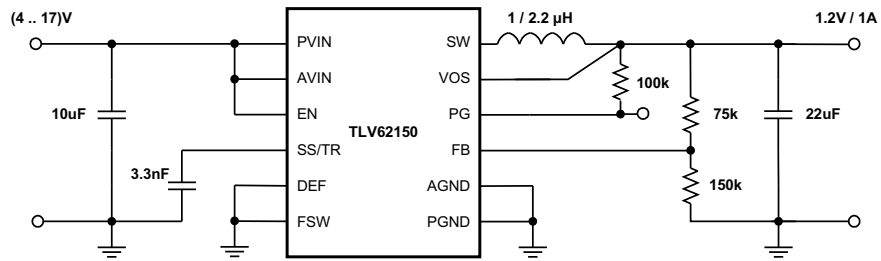 (4 .. 17)V
1 / 2.2 µH
1.2V / 1A
PVIN
SW
AVIN
VOS
100k
10uF
EN
PG
75k
22uF
TLV62150
SS/TR
FB
3.3nF
DEF
AGND
150k
FSW
PGND